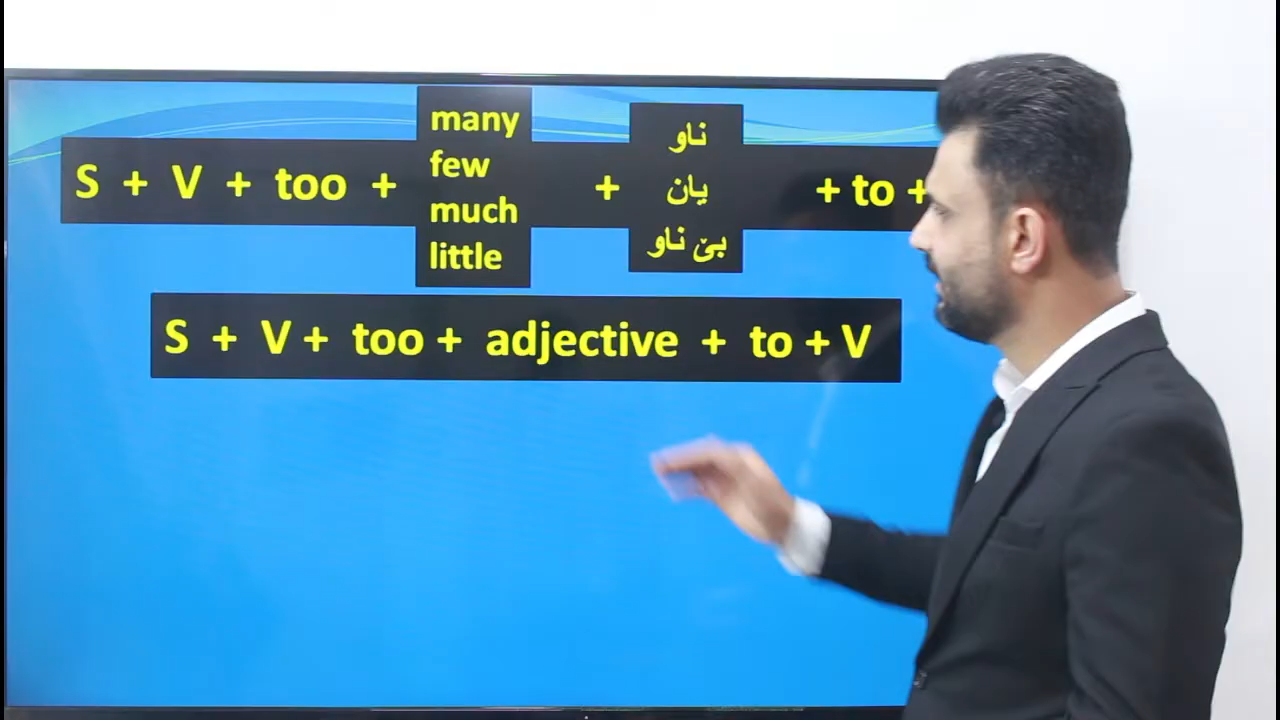 many
few
S + V + too + much + ناو یان بێ ناو + to +
little
S + V + too + adjective + to + V